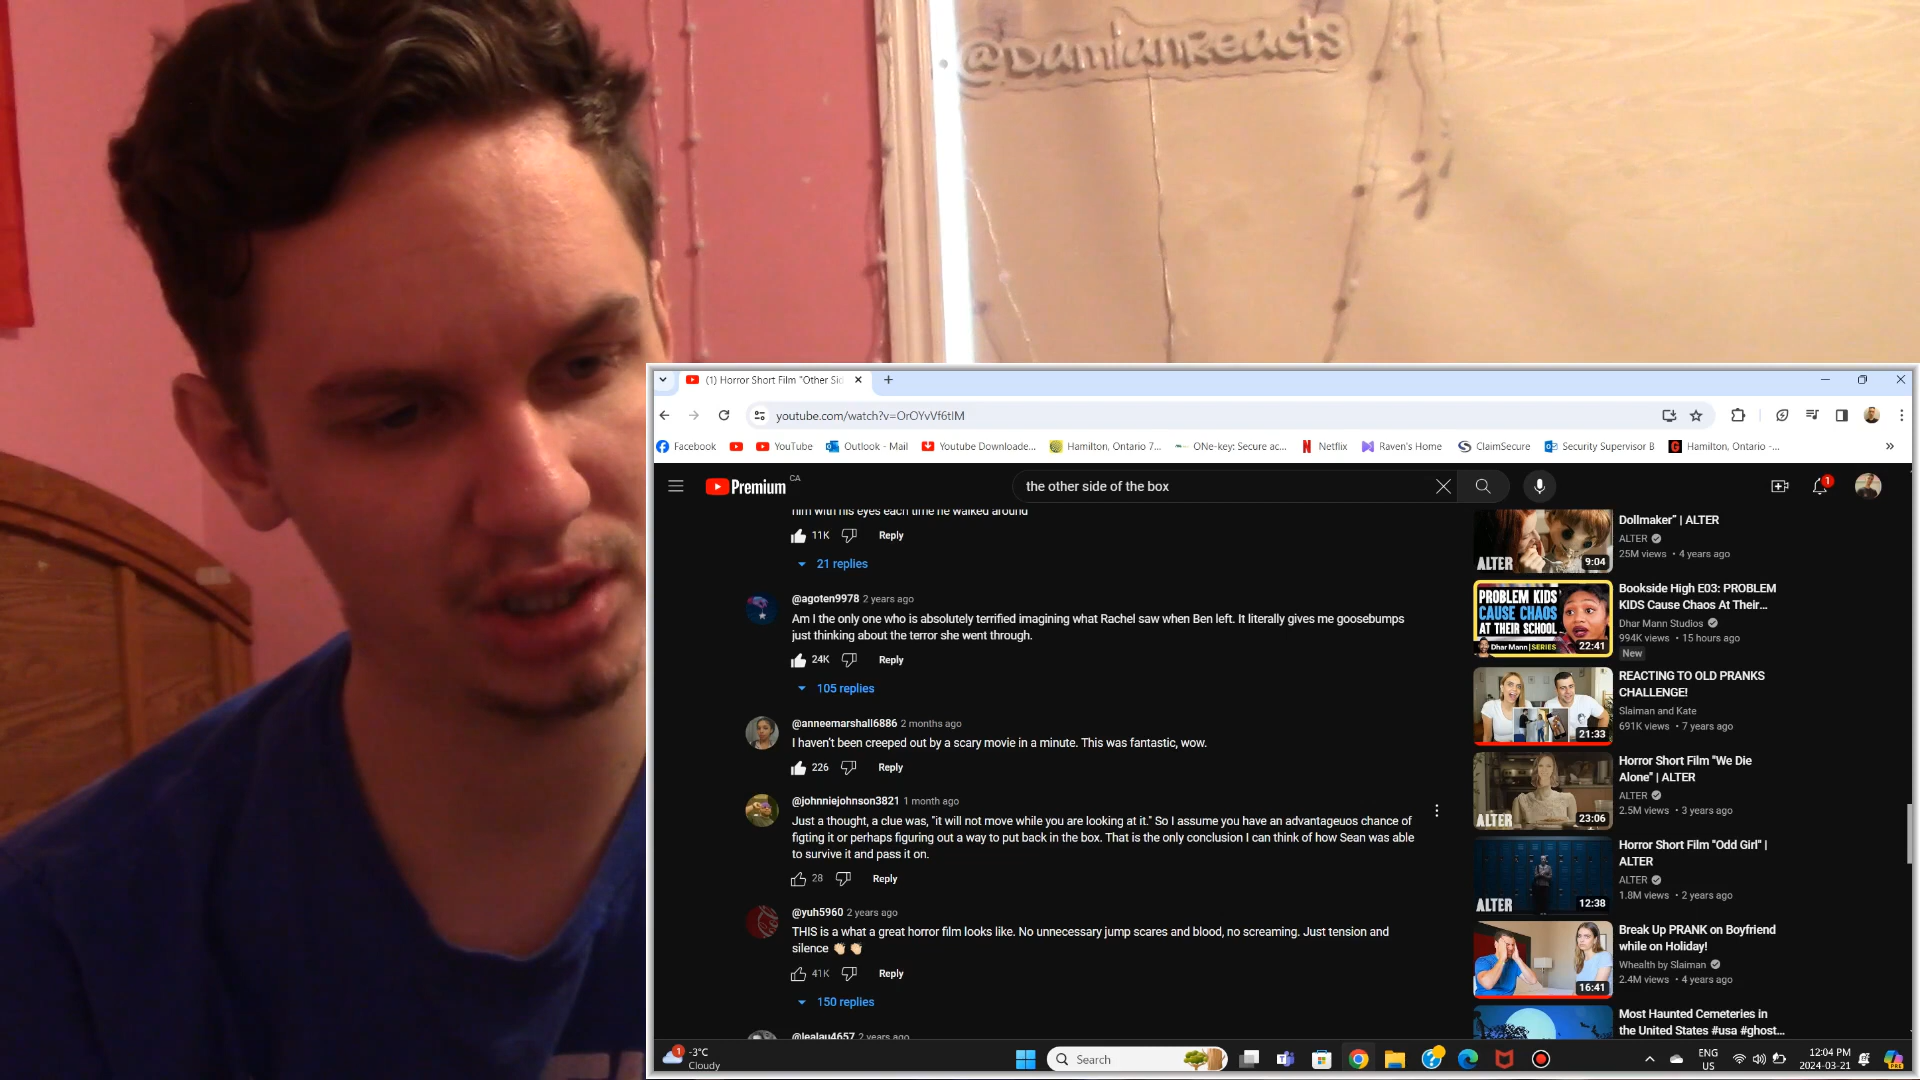 @DamianReacts
(1) Horror Short Film "Other Sid
youtube.com/watch?v=OrOYvVf6tIM
Facebook
YouTube
Outlook - Mail
Youtube Downloade...
Hamilton, Ontario 7...
ONe-key: Secure ac...
Netflix
Raven's Home
ClaimSecure
Security Supervisor B
Hamilton, Ontario -...
Premium
CA
the other side of the box
1
him with his eyes each time he walked around
11K
Reply
21 replies
@agoten9978 2 years ago
Am I the only one who is absolutely terrified imagining what Rachel saw when Ben left. It literally gives me goosebumps
just thinking about the terror she went through.
24K
Reply
105 replies
@anneemarshall6886 2 months ago
I haven't been creeped out by a scary movie in a minute. This was fantastic, wow.
226
Reply
@johnniejohnson3821 1 month ago
Just a thought, a clue was, "it will not move while you are looking at it." So I assume you have an advantageuos chance of
figting it or perhaps figuring out a way to put back in the box. That is the only conclusion I can think of how Sean was able
to survive it and pass it on.
28
Reply
@yuh5960 2 years ago
THIS is a what a great horror film looks like. No unnecessary jump scares and blood, no screaming. Just tension and
silence 👏🏻 👏🏻
41K
Reply
150 replies
@lealau4657 2 years ago
ALTER
9:04
Dollmaker" | ALTER
ALTER
25M views • 4 years ago
PROBLEM KIDS
CAUSE CHAOS
AT THEIR SCHOOL
Dhar Mann | SERIES
22:41
Bookside High E03: PROBLEM
KIDS Cause Chaos At Their...
Dhar Mann Studios
994K views • 15 hours ago
New
21:33
REACTING TO OLD PRANKS
CHALLENGE!
Slaiman and Kate
691K views • 7 years ago
ALTER
23:06
Horror Short Film "We Die
Alone" | ALTER
ALTER
2.5M views • 3 years ago
ALTER
12:38
Horror Short Film "Odd Girl" |
ALTER
ALTER
1.8M views • 2 years ago
16:41
Break Up PRANK on Boyfriend
while on Holiday!
Whealth by Slaiman
2.4M views • 4 years ago
Most Haunted Cemeteries in
the United States #usa #ghost...
1
-3°C
Cloudy
Search
ENG
US
12:04 PM
2024-03-21